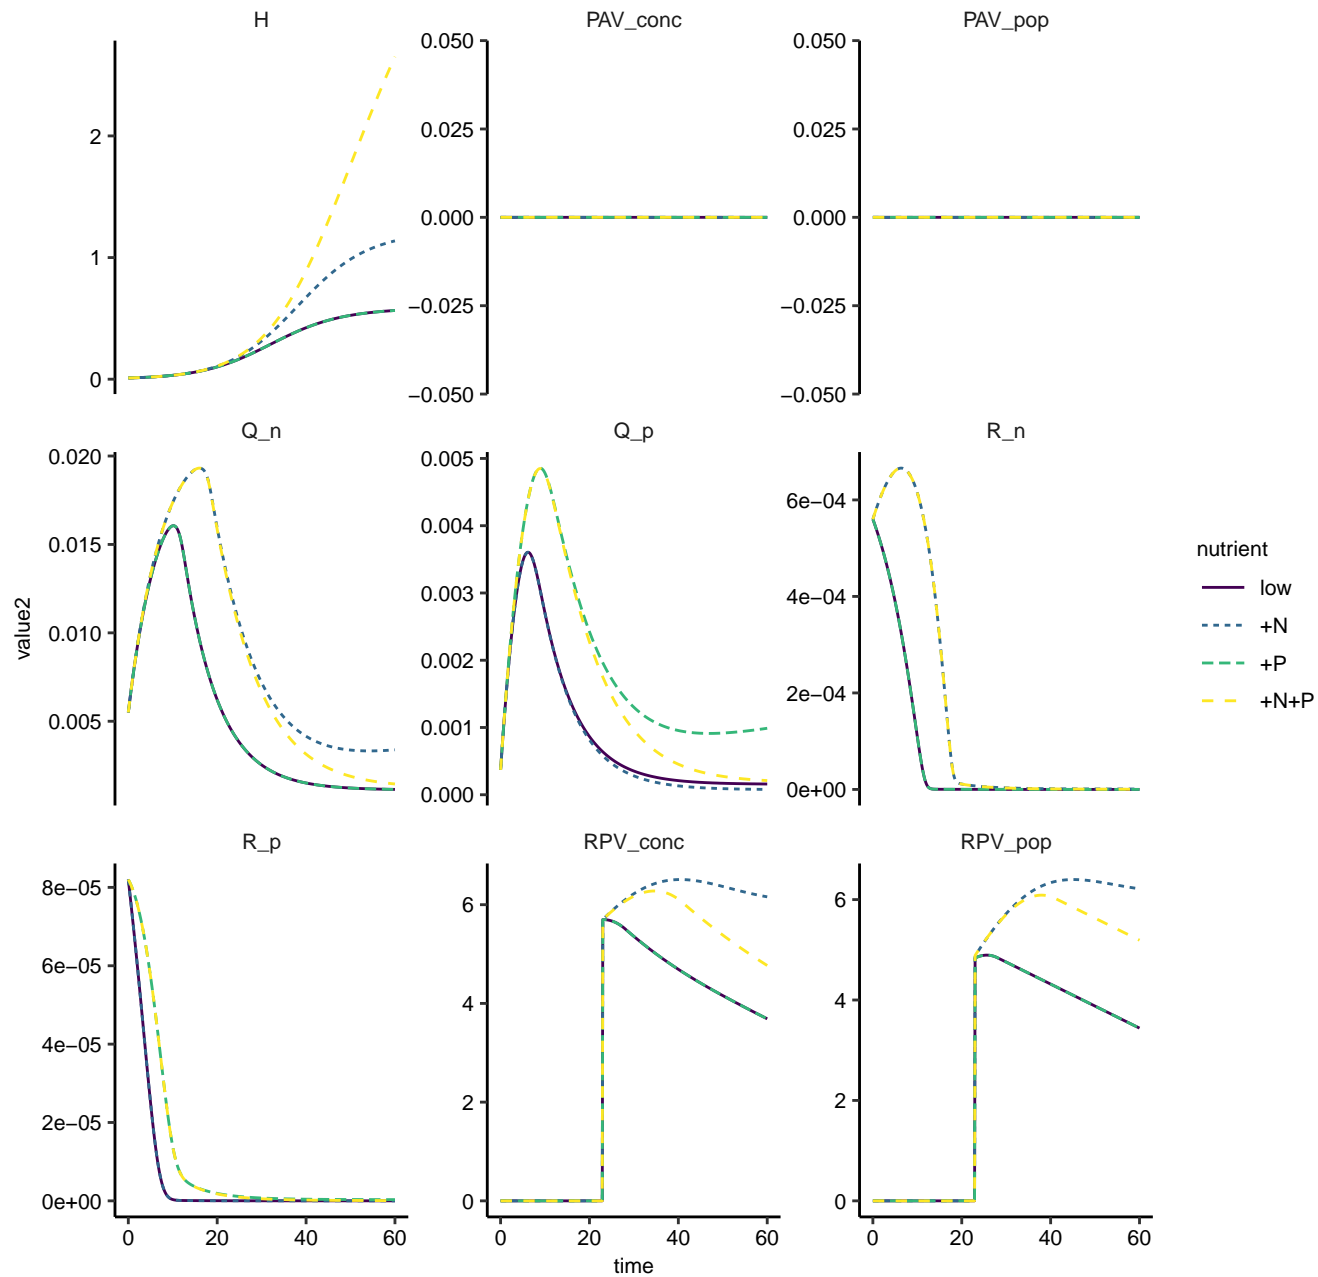 H
PAV_conc
PAV_pop
2
1
0
0.050
0.025
0.000
−0.025
−0.050
0.050
0.025
0.000
−0.025
−0.050
Q_n
Q_p
R_n
0.020
0.015
0.010
0.005
0.005
0.004
0.003
0.002
0.001
0.000
6e−04
4e−04
2e−04
0e+00
value2
nutrient
low
+N
+P
+N+P
R_p
RPV_conc
RPV_pop
8e−05
6e−05
4e−05
2e−05
0e+00
6
4
2
0
6
4
2
0
0 20 40 60
0 20 40 60
0 20 40 60
time